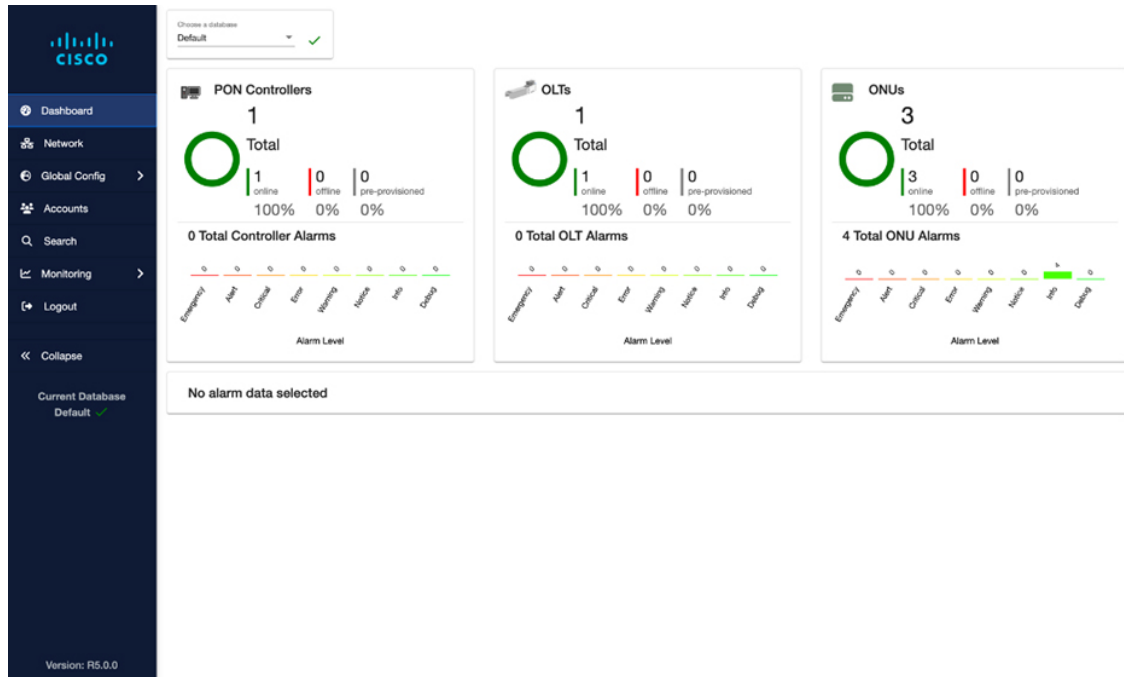 CISCO
Dashboard
Network
Global Config
Accounts
Search
Monitoring
Logout
Collapse
Current Database
Default
Version: R5.0.0
Choose a database
Default
PON Controllers
1
Total
1 0 0
online offline pre-provisioned
100% 0% 0%
0 Total Controller Alarms
0 0 0 0 0 0 0 0
Emergency Alert Critical Error Warning Notice Info Debug
Alarm Level
OLTs
1
Total
1 0 0
online offline pre-provisioned
100% 0% 0%
0 Total OLT Alarms
0 0 0 0 0 0 0 0
Emergency Alert Critical Error Warning Notice Info Debug
Alarm Level
ONUs
3
Total
3 0 0
online offline pre-provisioned
100% 0% 0%
4 Total ONU Alarms
0 0 0 0 0 0 4 0
Emergency Alert Critical Error Warning Notice Info Debug
Alarm Level
No alarm data selected